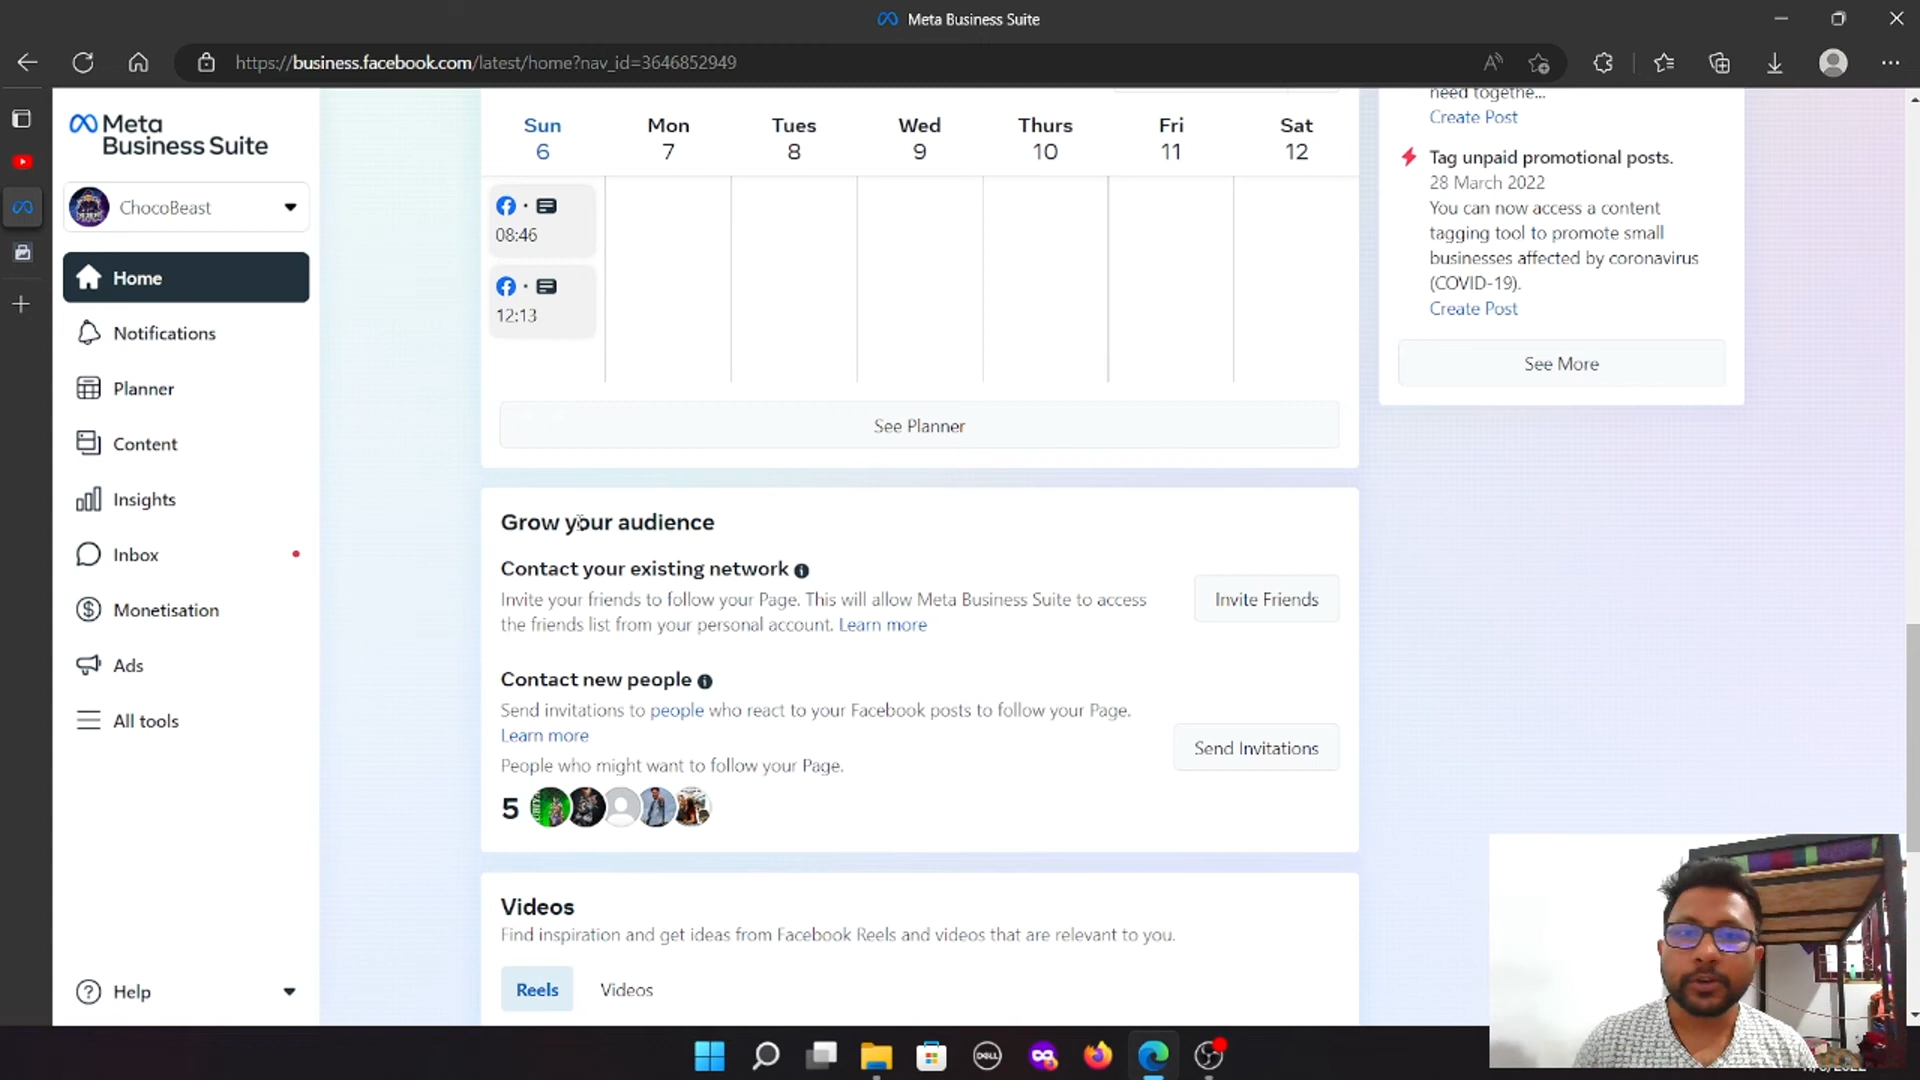 Meta Business Suite
https://business.facebook.com/latest/home?nav_id=3646852949
Meta
Business Suite
ChocoBeast
Home
Notifications
Planner
Content
Insights
Inbox
Monetisation
Ads
All tools
Help
Sun
6
Mon
7
Tues
8
Wed
9
Thurs
10
Fri
11
Sat
12
08:46
12:13
See Planner
Grow your audience
Contact your existing network
Invite your friends to follow your Page. This will allow Meta Business Suite to access
the friends list from your personal account. Learn more
Invite Friends
Contact new people
Send invitations to people who react to your Facebook posts to follow your Page.
Learn more
People who might want to follow your Page.
5
Send Invitations
Videos
Find inspiration and get ideas from Facebook Reels and videos that are relevant to you.
Reels
Videos
need togethe...
Create Post
Tag unpaid promotional posts.
28 March 2022
You can now access a content
tagging tool to promote small
businesses affected by coronavirus
(COVID-19).
Create Post
See More
DELL